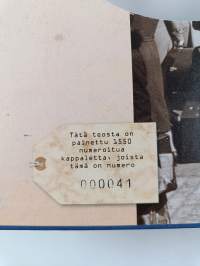 Tätä teosta on
painettu 1550
numeroitua
kappaletta, joista
tämä on numero
000041